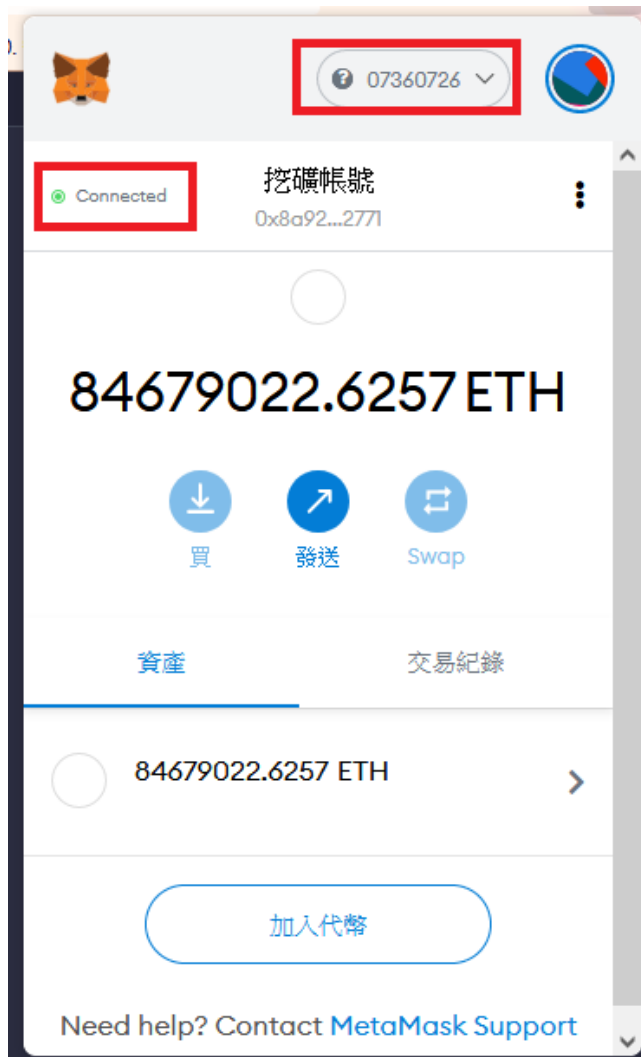 07360726
Connected
挖礦帳號
0x8a92...2771
84679022.6257 ETH
買
發送
Swap
資產
交易紀錄
84679022.6257 ETH
加入代幣
Need help? Contact MetaMask Support